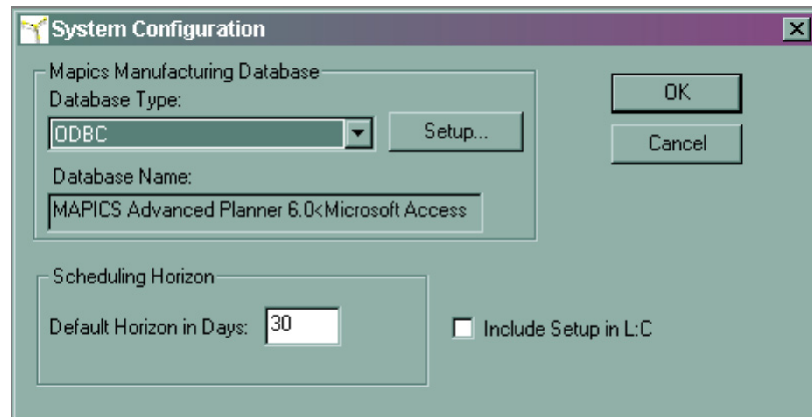 System Configuration
Mapics Manufacturing Database
Database Type:
ODBC
Setup...
OK
Cancel
Database Name:
MAPICS Advanced Planner 6.0<Microsoft Access
Scheduling Horizon
Default Horizon in Days: 30
Include Setup in L:C